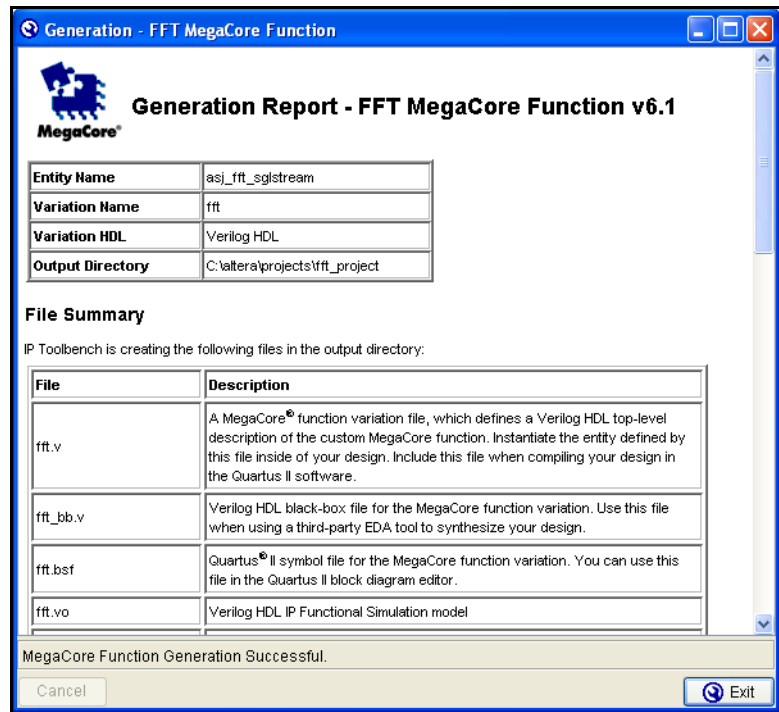 Generation - FFT MegaCore Function
MegaCore®
Generation Report - FFT MegaCore Function v6.1
Entity Name asj_fft_sglstream
Variation Name fft
Variation HDL Verilog HDL
Output Directory C:\altera\projects\fft_project
File Summary
IP Toolbench is creating the following files in the output directory:
File Description
fft.v
A MegaCore® function variation file, which defines a Verilog HDL top-level
description of the custom MegaCore function. Instantiate the entity defined by
this file inside of your design. Include this file when compiling your design in
the Quartus II software.
fft_bb.v
Verilog HDL black-box file for the MegaCore function variation. Use this file
when using a third-party EDA tool to synthesize your design.
fft.bsf
Quartus® II symbol file for the MegaCore function variation. You can use this
file in the Quartus II block diagram editor.
fft.vo Verilog HDL IP Functional Simulation model
MegaCore Function Generation Successful.
Cancel Exit